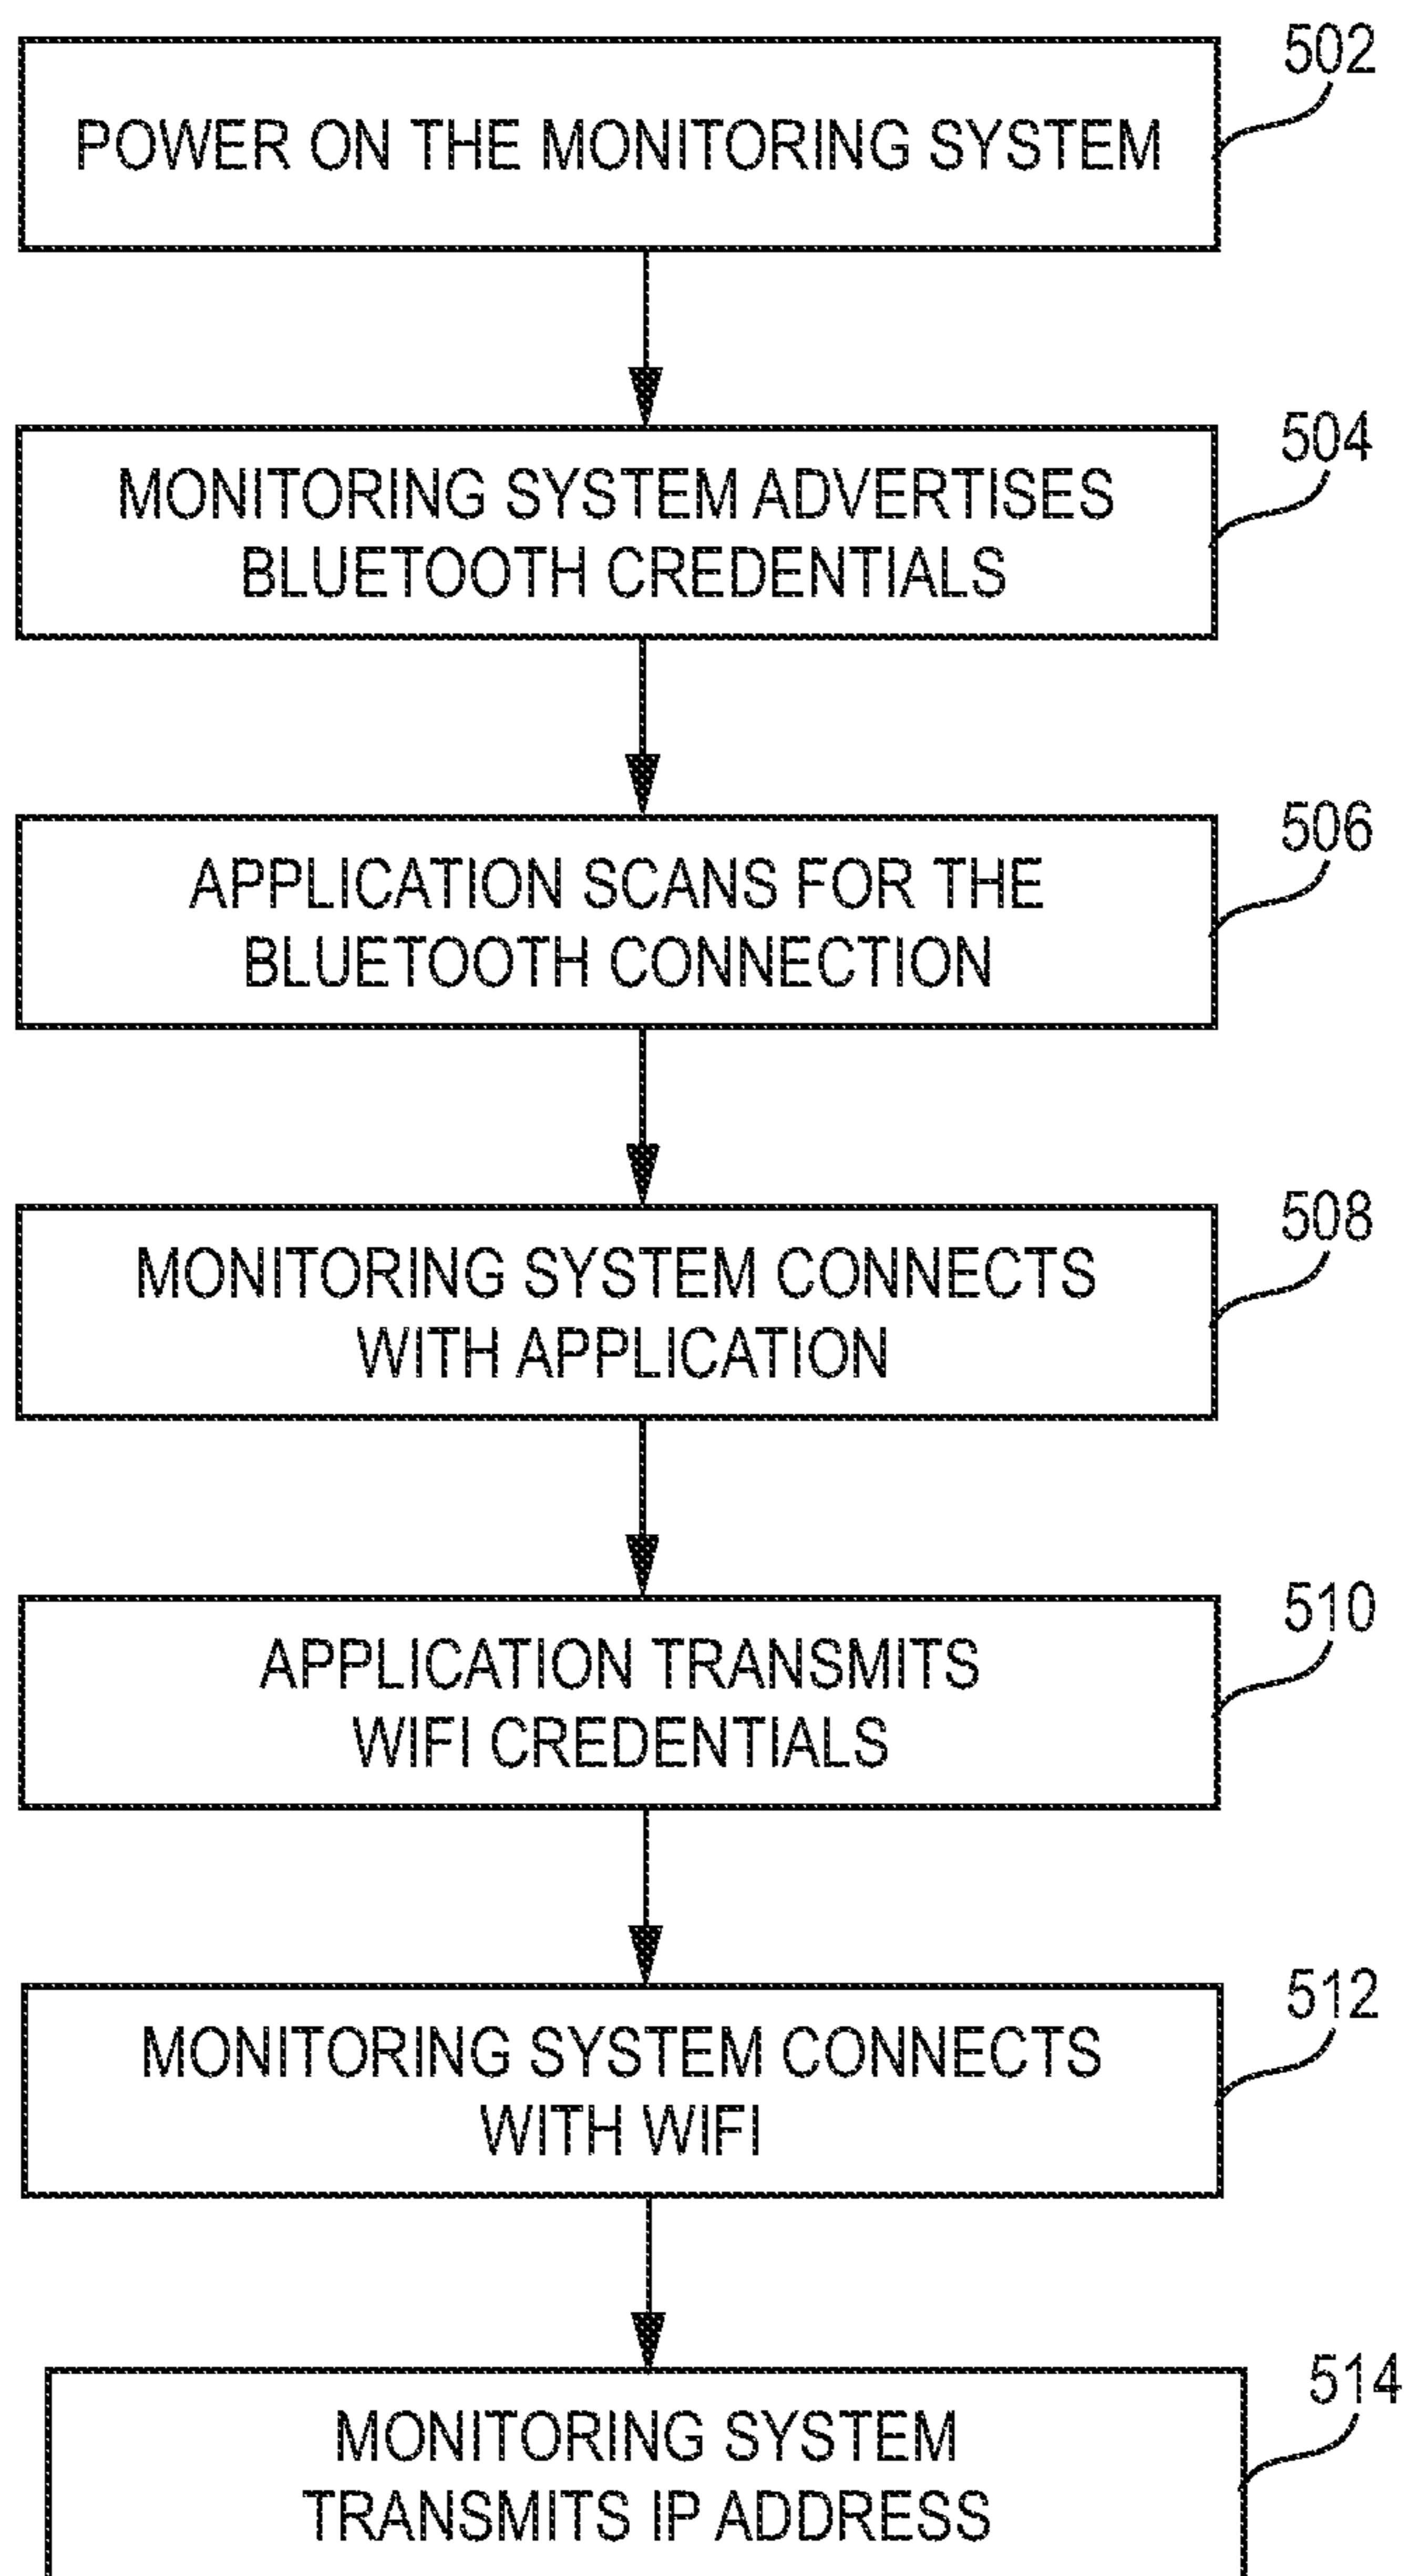 502
POWER ON THE MONITORING SYSTEM
504
MONITORING SYSTEM ADVERTISES
BLUETOOTH CREDENTIALS
506
APPLICATION SCANS FOR THE
BLUETOOTH CONNECTION
508
MONITORING SYSTEM CONNECTS
WITH APPLICATION
510
APPLICATION TRANSMITS
WIFI CREDENTIALS
512
MONITORING SYSTEM CONNECTS
WITH WIFI
514
MONITORING SYSTEM
TRANSMITS IP ADDRESS